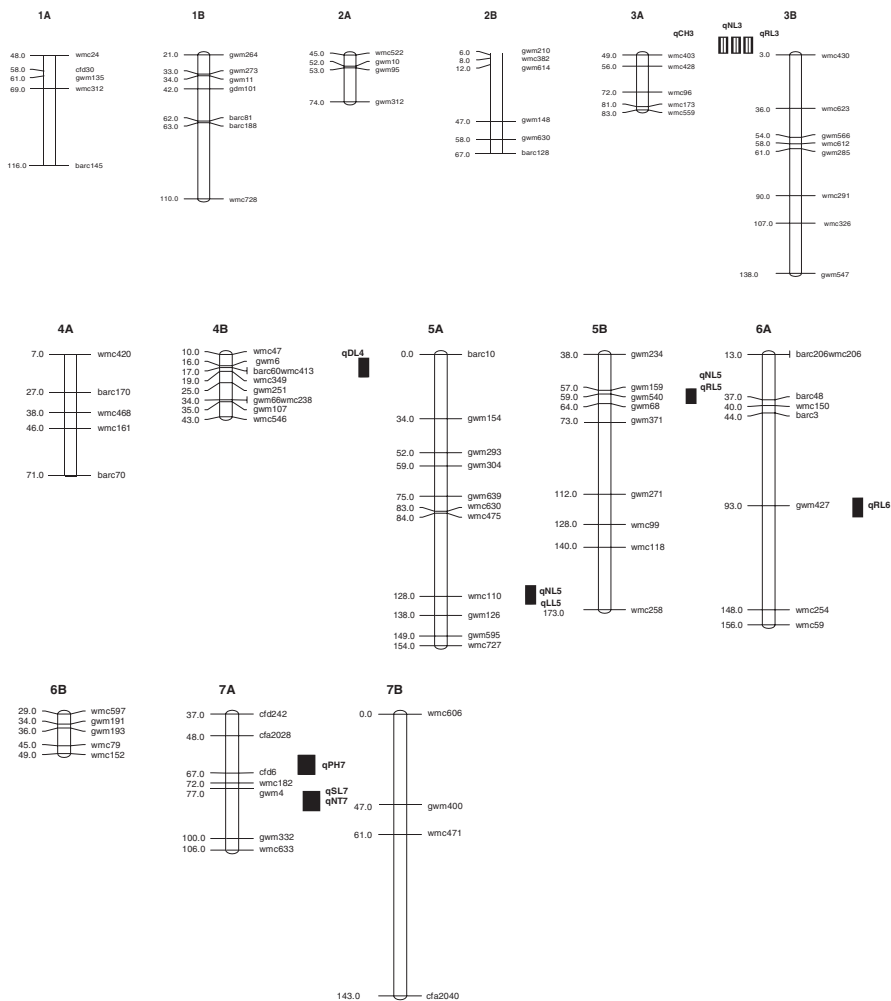 1A
48.0 wmc24
58.0 cfd30
61.0 gwm135
69.0 wmc312
116.0 barc145
1B
21.0 gwm264
33.0 gwm273
34.0 gwm11
42.0 gdm101
62.0 barc81
63.0 barc188
110.0 wmc728
2A
45.0 wmc522
52.0 gwm10
53.0 gwm95
74.0 gwm312
2B
6.0 gwm210
8.0 wmc382
12.0 gwm614
47.0 gwm148
58.0 gwm630
67.0 barc128
3A
qCH3 qNL3 qRL3
49.0 wmc403
56.0 wmc428
72.0 wmc96
81.0 wmc173
83.0 wmc559
3B
3.0 wmc430
36.0 wmc623
54.0 gwm566
58.0 wmc612
61.0 gwm285
90.0 wmc291
107.0 wmc326
138.0 gwm547
4A
7.0 wmc420
27.0 barc170
38.0 wmc468
46.0 wmc161
71.0 barc70
4B
10.0 wmc47
16.0 gwm6
17.0 barc60wmc413
19.0 wmc349
25.0 gwm251
34.0 gwm66wmc238
35.0 gwm107
43.0 wmc546
qDL4
5A
0.0 barc10
34.0 gwm154
52.0 gwm293
59.0 gwm304
75.0 gwm639
83.0 wmc630
84.0 wmc475
128.0 wmc110
138.0 gwm126
149.0 gwm595
154.0 wmc727
qNL5
qLL5
5B
38.0 gwm234
57.0 gwm159
59.0 gwm540
64.0 gwm68
73.0 gwm371
112.0 gwm271
128.0 wmc99
140.0 wmc118
173.0 wmc258
qNL5
qRL5
6A
13.0 barc206wmc206
37.0 barc48
40.0 wmc150
44.0 barc3
93.0 gwm427
148.0 wmc254
156.0 wmc59
qRL6
6B
29.0 wmc597
34.0 gwm191
36.0 gwm193
45.0 wmc79
49.0 wmc152
7A
37.0 cfd242
48.0 cfa2028
67.0 cfd6
72.0 wmc182
77.0 gwm4
100.0 gwm332
106.0 wmc633
qPH7
qSL7
qNT7
7B
0.0 wmc606
47.0 gwm400
61.0 wmc471
143.0 cfa2040